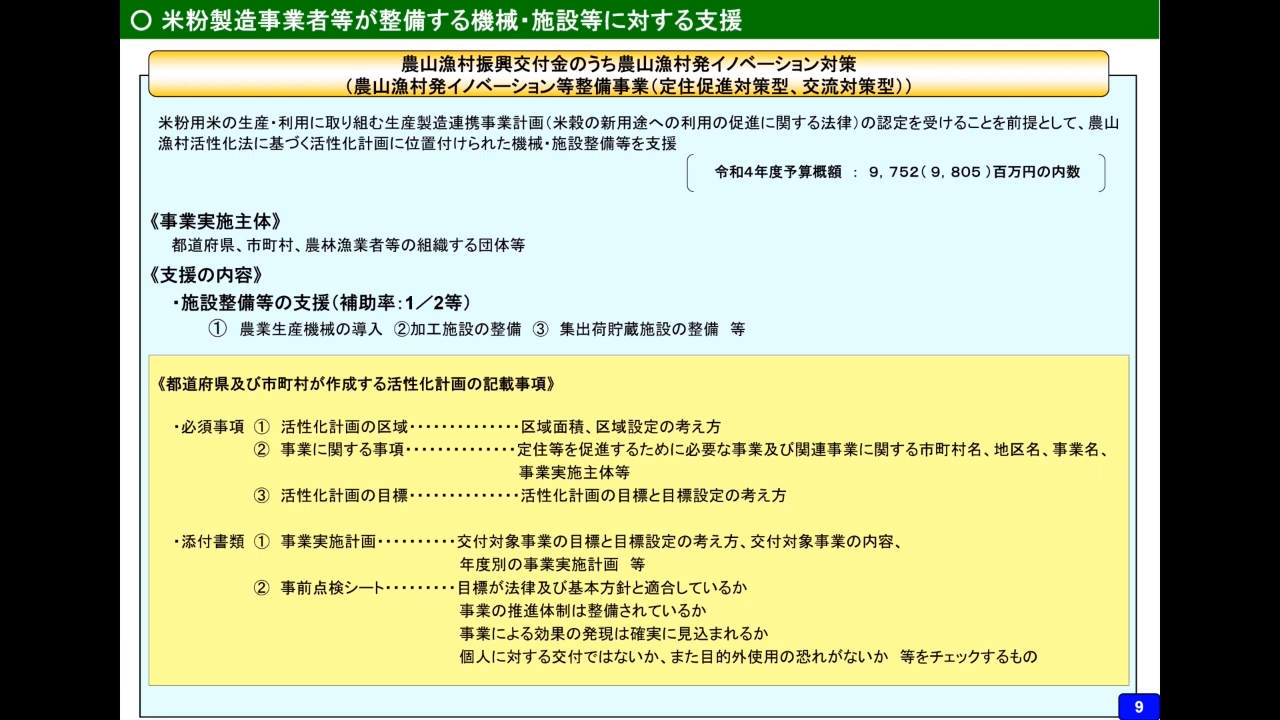 ○ 米粉製造事業者等が整備する機械・施設等に対する支援
農山漁村振興交付金のうち農山漁村発イノベーション対策
（農山漁村発イノベーション等整備事業（定住促進対策型、交流対策型））
米粉用米の生産・利用に取り組む生産製造連携事業計画（米穀の新用途への利用の促進に関する法律）の認定を受けることを前提として、農山
漁村活性化法に基づく活性化計画に位置付けられた機械・施設整備等を支援
令和4年度予算概額 ： 9，752（ 9，805 ）百万円の内数
《事業実施主体》
都道府県、市町村、農林漁業者等の組織する団体等
《支援の内容》
・施設整備等の支援（補助率：1／2等）
① 農業生産機械の導入 ②加工施設の整備 ③ 集出荷貯蔵施設の整備 等
《都道府県及び市町村が作成する活性化計画の記載事項》
・必須事項 ① 活性化計画の区域・・・・・・・・・・・・・・区域面積、区域設定の考え方
② 事業に関する事項・・・・・・・・・・・・・・定住等を促進するために必要な事業及び関連事業に関する市町村名、地区名、事業名、
事業実施主体等
③ 活性化計画の目標・・・・・・・・・・・・・・活性化計画の目標と目標設定の考え方
・添付書類 ① 事業実施計画・・・・・・・・・・交付対象事業の目標と目標設定の考え方、交付対象事業の内容、
年度別の事業実施計画 等
② 事前点検シート・・・・・・・・・目標が法律及び基本方針と適合しているか
事業の推進体制は整備されているか
事業による効果の発現は確実に見込まれるか
個人に対する交付ではないか、また目的外使用の恐れがないか 等をチェックするもの
9